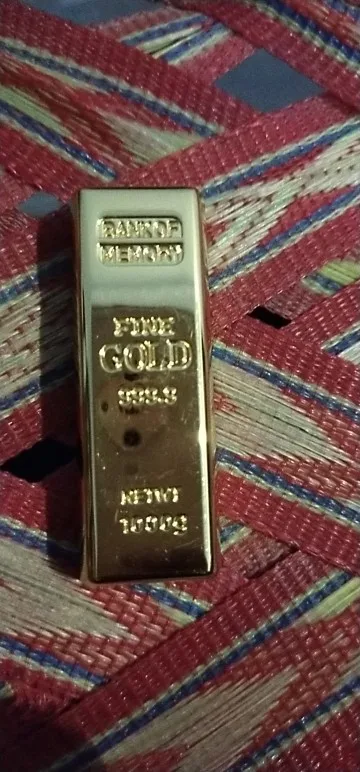 BANK OF
MEMORY
FINE
GOLD
999.9
NETWT
1000g